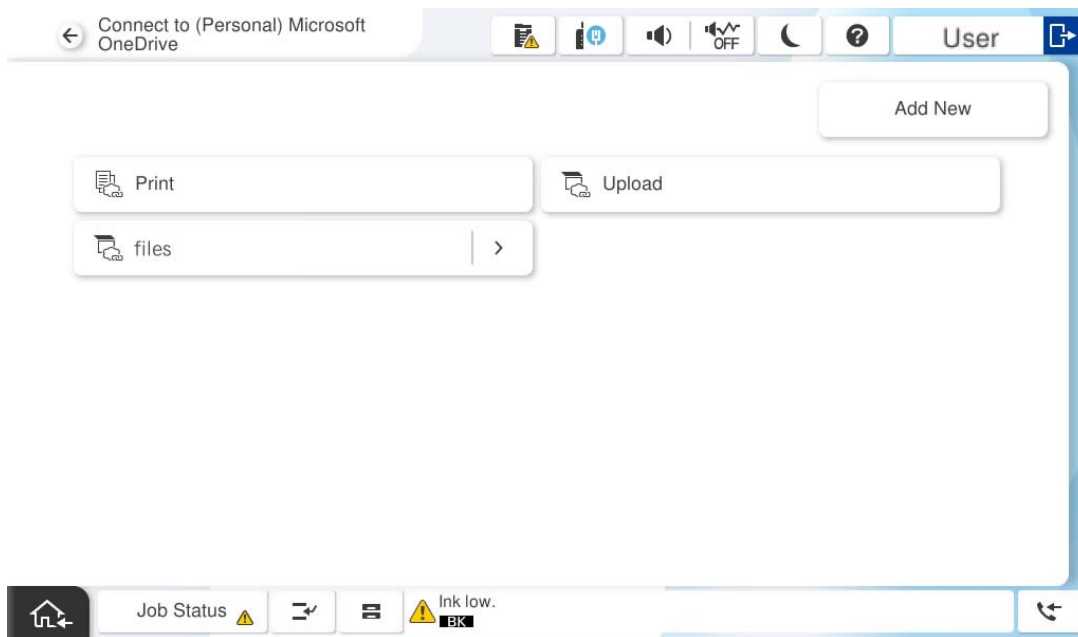 Connect to (Personal) Microsoft
OneDrive
OFF
User
Add New
Print
Upload
files
Job Status
Ink low.
BK